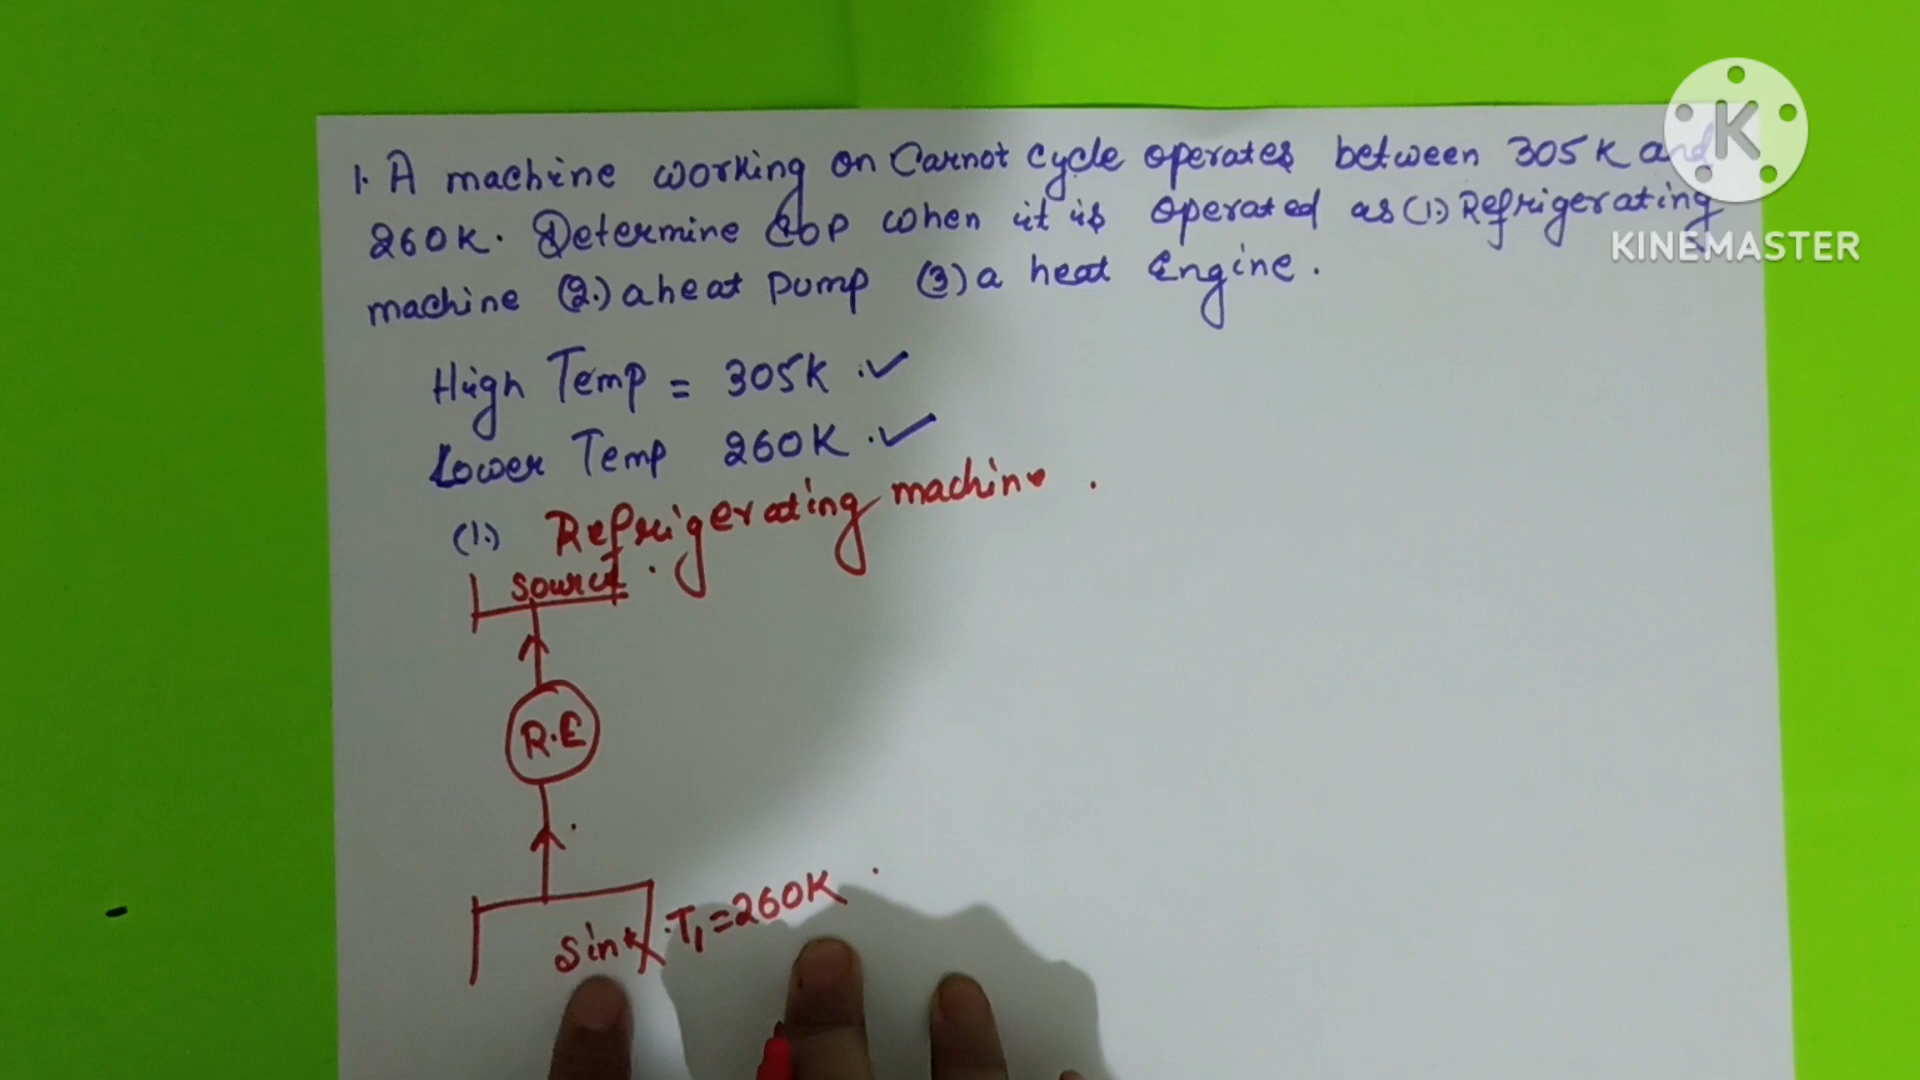 1. A machine working on Carnot cycle operates between 305K and
260K. Determine COP when it is operated as (1.) Refrigerating
machine (2.) a heat pump (3) a heat Engine.
High Temp = 305K.
Lower Temp 260K.
(1.) Refrigerating machine.
source.
R.E
sink T1=260K
K
KINEMASTER